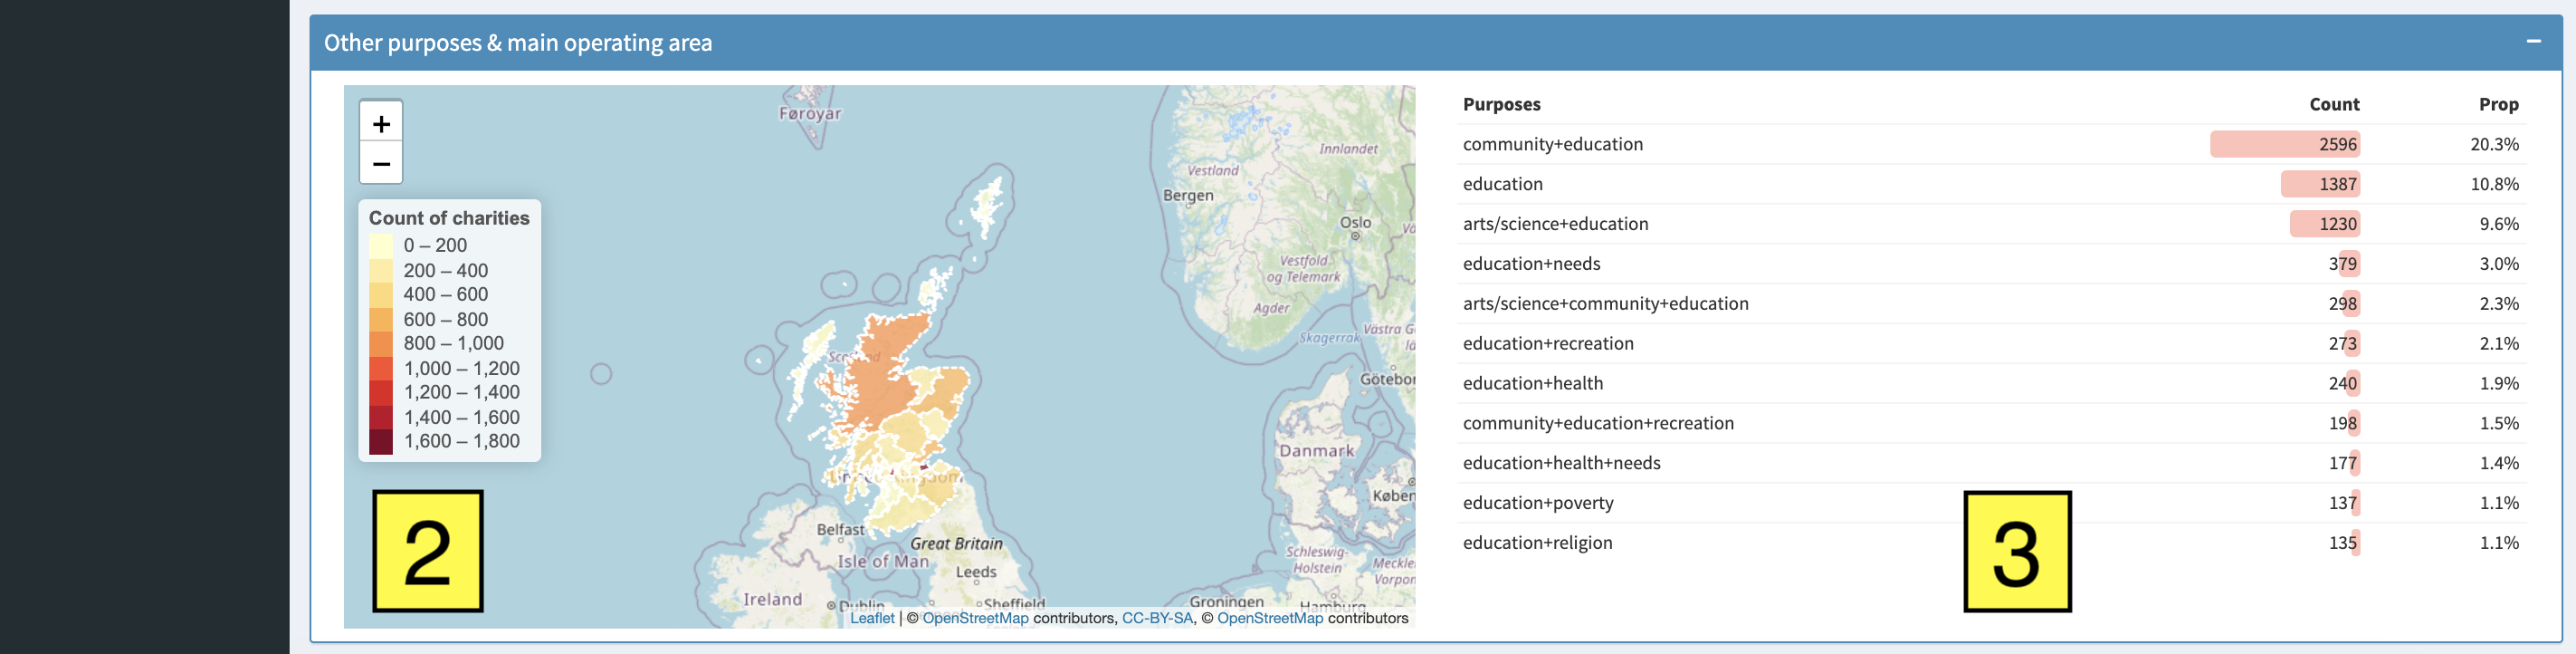 Other purposes & main operating area
−
+
−
Count of charities
0 – 200
200 – 400
400 – 600
600 – 800
800 – 1,000
1,000 – 1,200
1,200 – 1,400
1,400 – 1,600
1,600 – 1,800
2
Føroyar
Innlandet
Vestland
Bergen
Oslo
Vestfold
og Telemark
Agder
Skagerrak
Västra G
Götebor
Danmark
Køben
Belfast
Great Britain
Isle of Man
Leeds
Ireland
Dublin
Sheffield
Schleswig-
Holstein
Meckle
Vorpon
Groningen
Hamburg
Leaflet | © OpenStreetMap contributors, CC-BY-SA, © OpenStreetMap contributors
Purposes Count Prop
community+education 2596 20.3%
education 1387 10.8%
arts/science+education 1230 9.6%
education+needs 379 3.0%
arts/science+community+education 298 2.3%
education+recreation 273 2.1%
education+health 240 1.9%
community+education+recreation 198 1.5%
education+health+needs 177 1.4%
education+poverty 137 1.1%
education+religion 135 1.1%
3